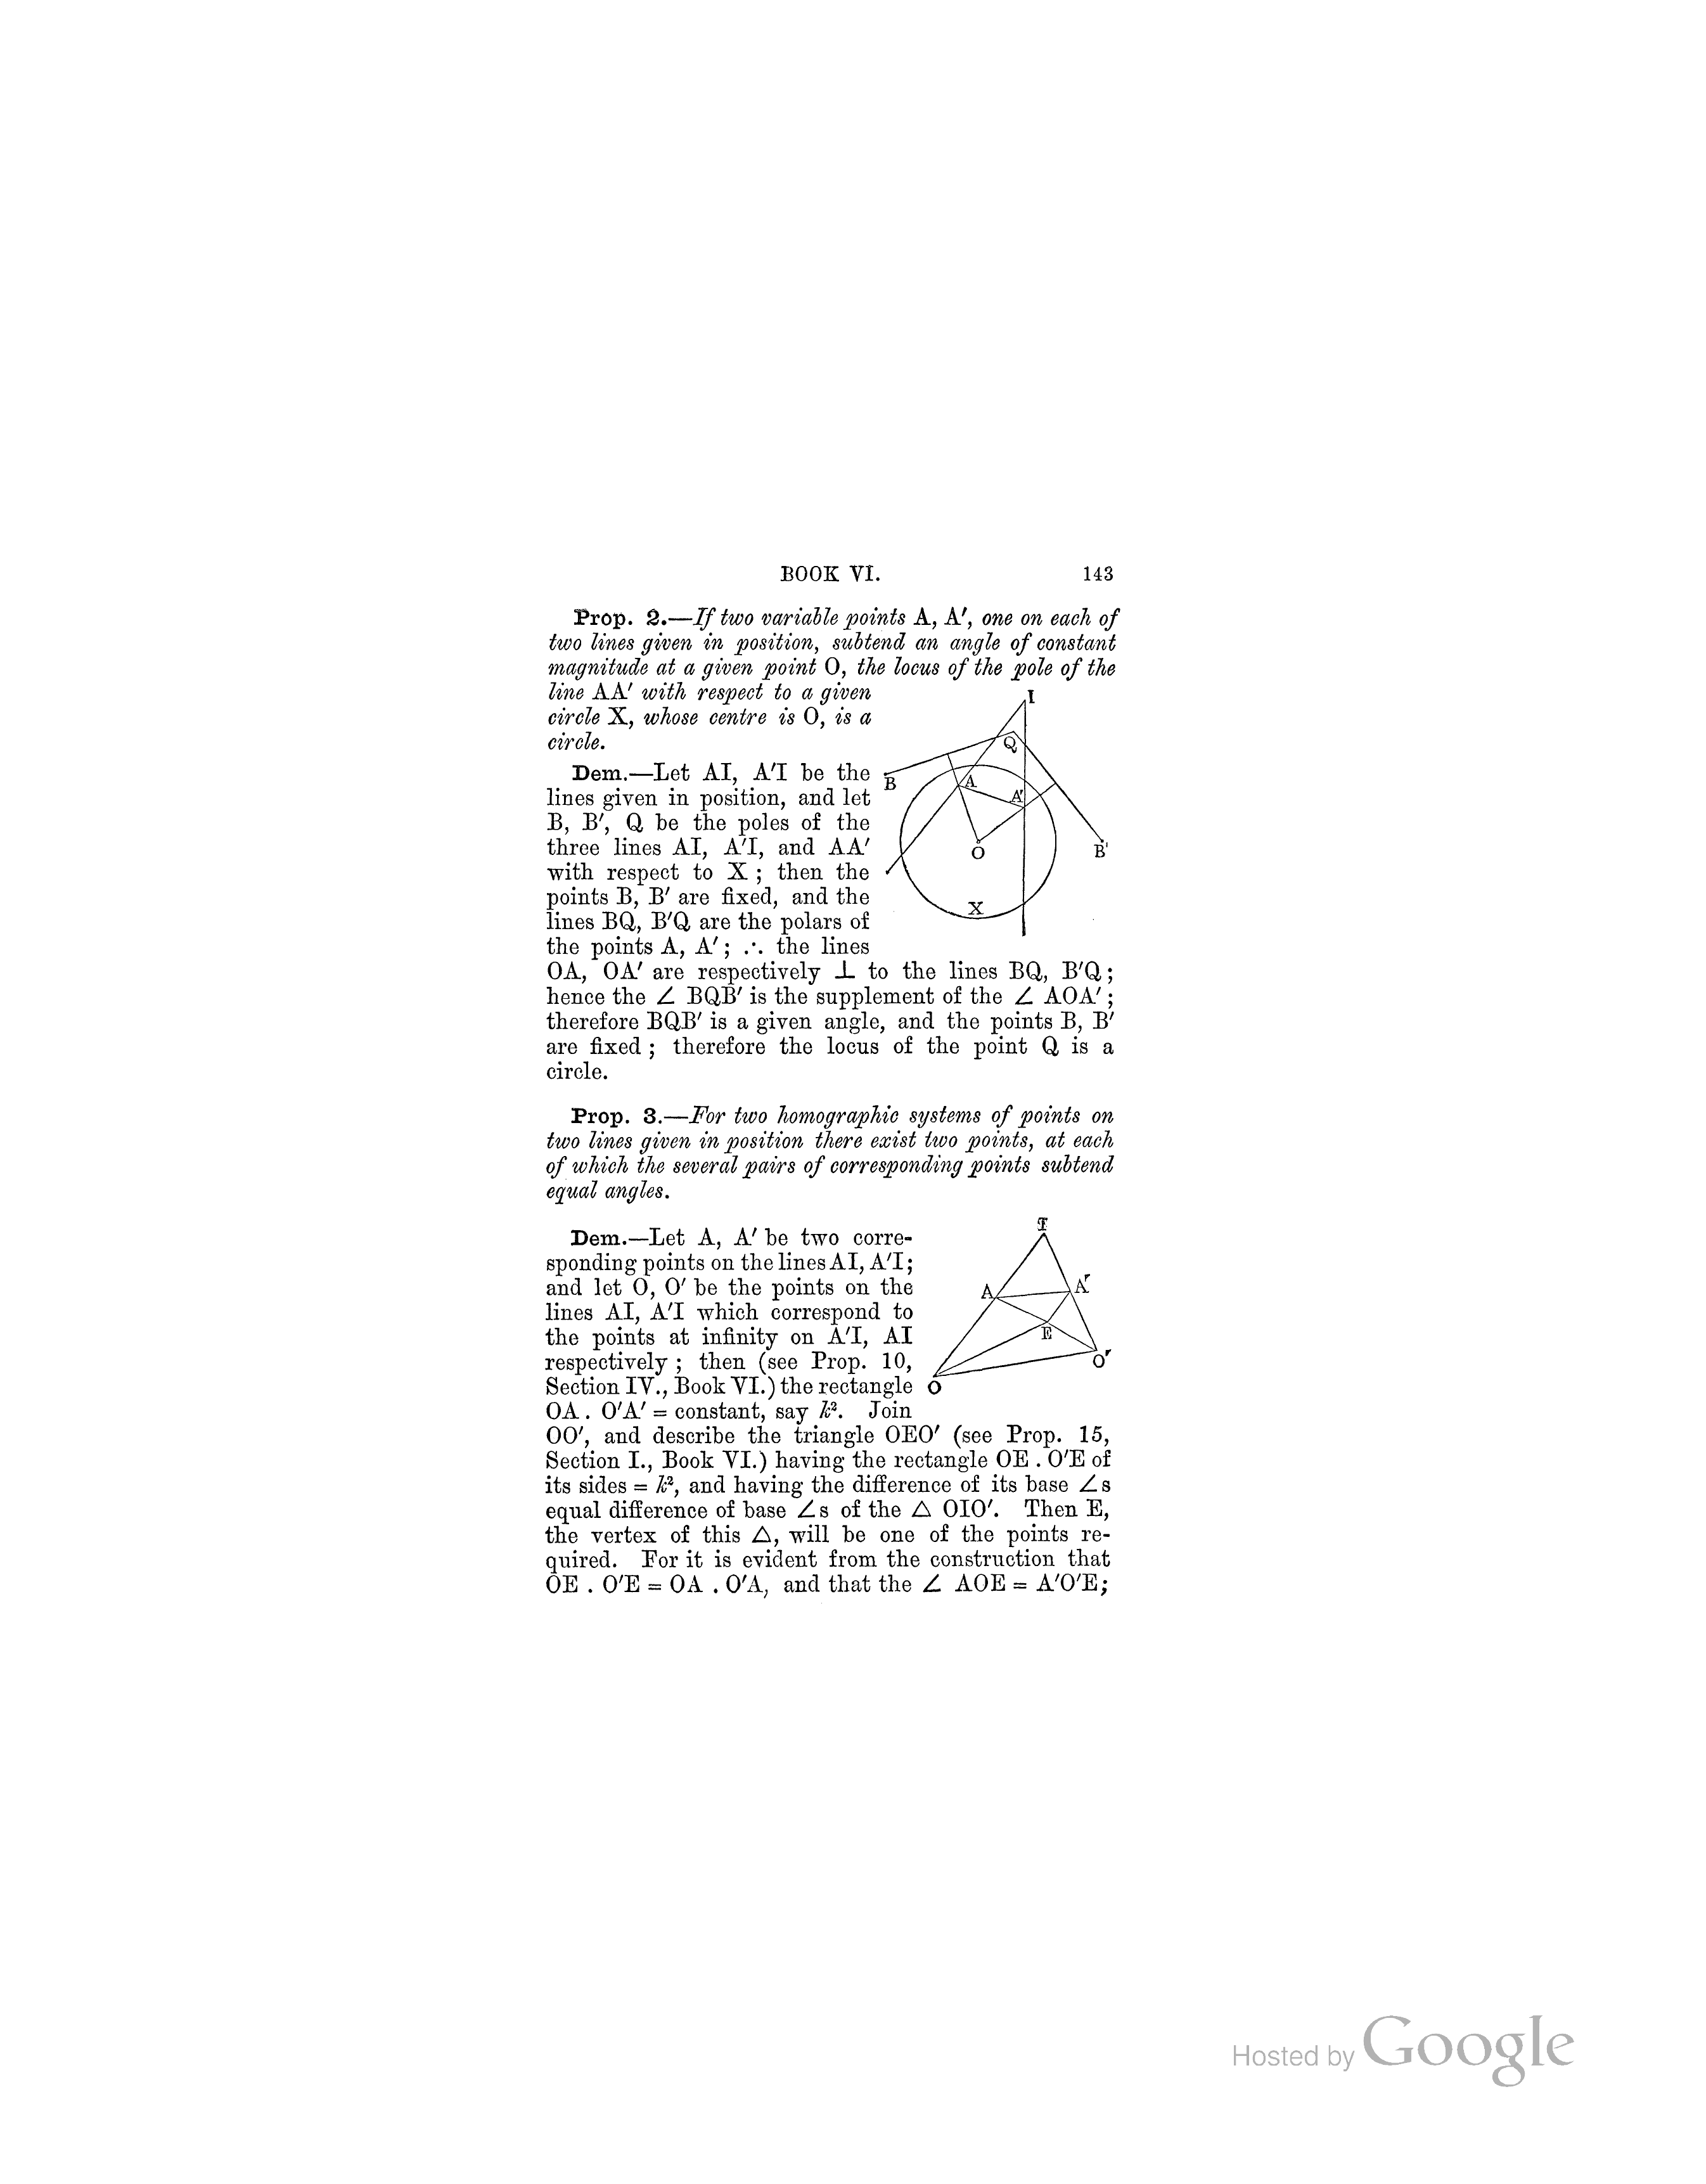 BOOK VI. 143
Prop. 2.—If two variable points A, A′, one on each of
two lines given in position, subtend an angle of constant
magnitude at a given point O, the locus of the pole of the
line AA′ with respect to a given
circle X, whose centre is O, is a
circle.
Dem.—Let AI, A′I be the
lines given in position, and let
B, B′, Q be the poles of the
three lines AI, A′I, and AA′
with respect to X ; then the
points B, B′ are fixed, and the
lines BQ, B′Q are the polars of
the points A, A′ ; ∴ the lines
OA, OA′ are respectively ⊥ to the lines BQ, B′Q ;
hence the ∠ BQB′ is the supplement of the ∠ AOA′ ;
therefore BQB′ is a given angle, and the points B, B′
are fixed ; therefore the locus of the point Q is a
circle.
I
Q
B
A
A′
O
B'
X
Prop. 3.—For two homographic systems of points on
two lines given in position there exist two points, at each
of which the several pairs of corresponding points subtend
equal angles.
Dem.—Let A, A′ be two corre-
sponding points on the lines AI, A′I;
and let O, O′ be the points on the
lines AI, A′I which correspond to
the points at infinity on A′I, AI
respectively ; then (see Prop. 10,
Section IV., Book VI.) the rectangle
OA . O′A′ = constant, say k². Join
OO′, and describe the triangle OEO′ (see Prop. 15,
Section I., Book VI.) having the rectangle OE . O′E of
its sides = k², and having the difference of its base ∠s
equal difference of base ∠s of the △ OIO′. Then E,
the vertex of this △, will be one of the points re-
quired. For it is evident from the construction that
OE . O′E = OA . O′A, and that the ∠ AOE = A′O′E;
I
A
A′
E
O′
O
Hosted by Google